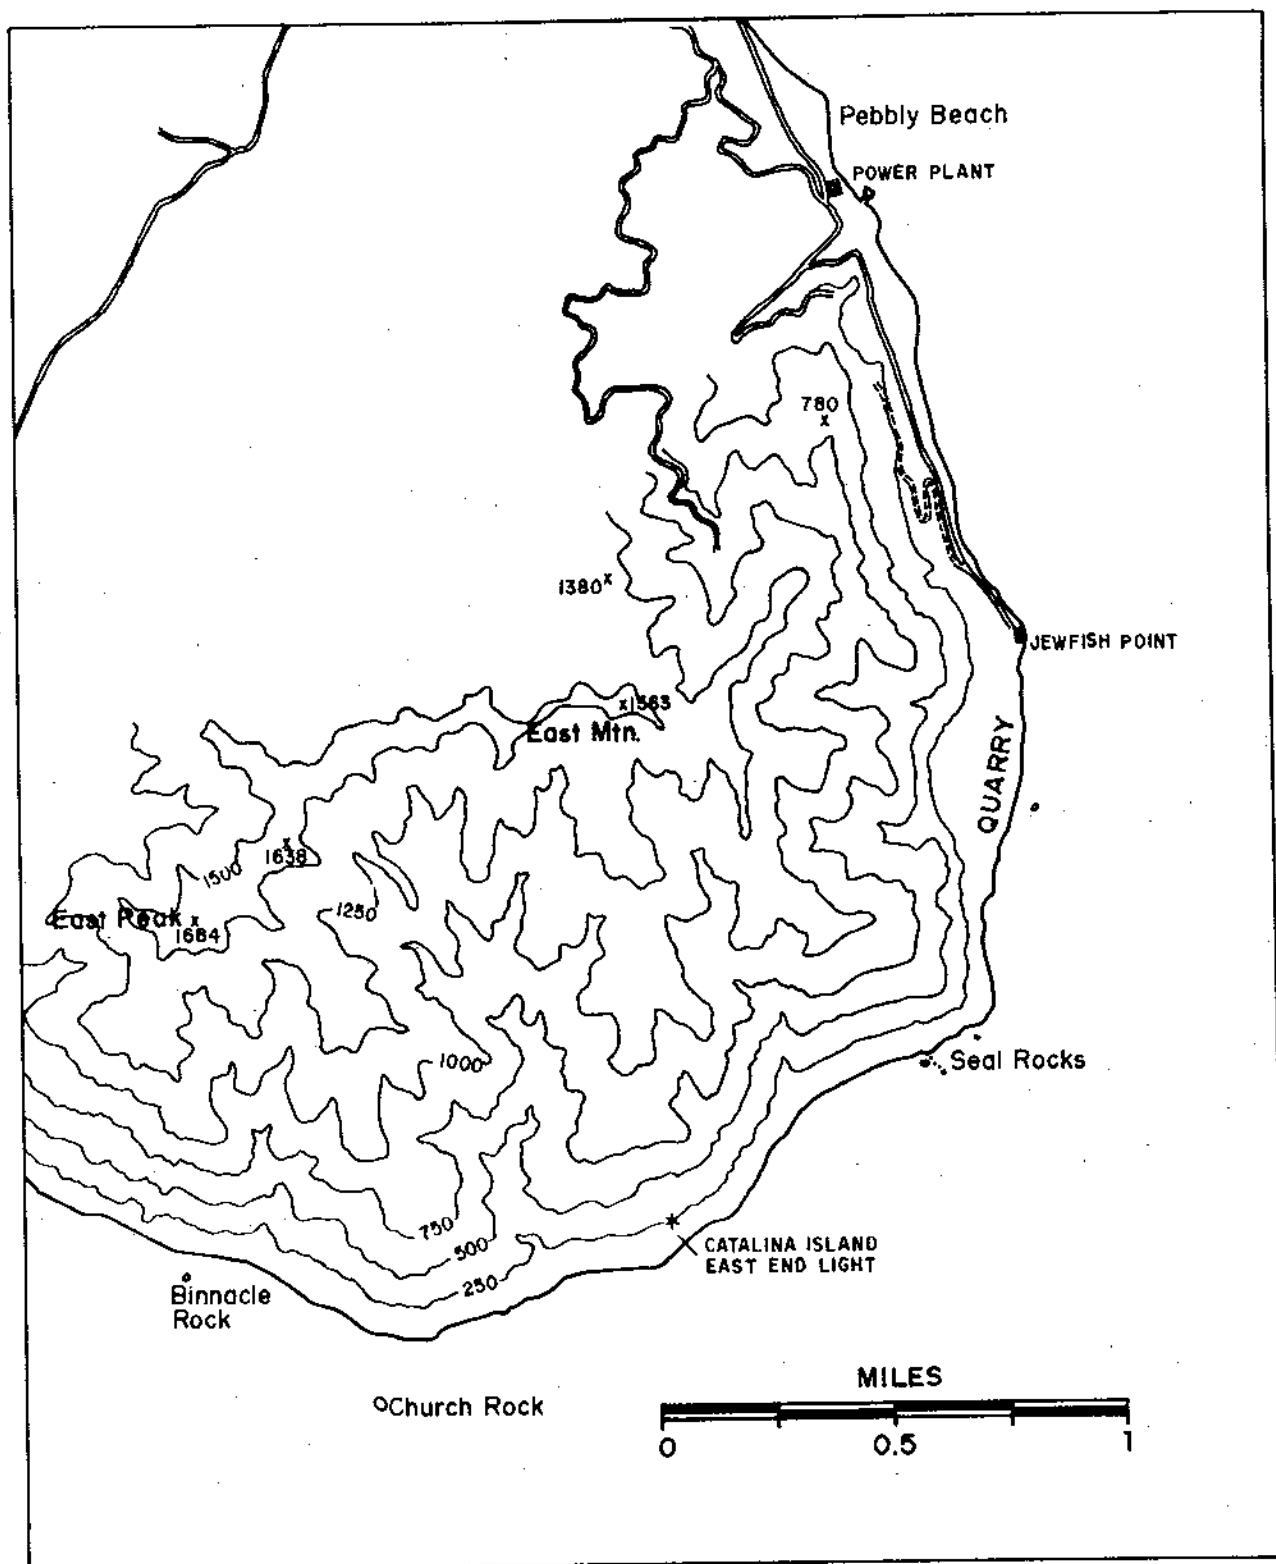 Pebbly Beach
POWER PLANT
780
1380
JEWFISH POINT
1563
East Mtn.
QUARRY
1638
1500
1250
East Peak
1684
1000
Seal Rocks
750
500
250
CATALINA ISLAND
EAST END LIGHT
Binnacle
Rock
Church Rock
MILES
0
0.5
1